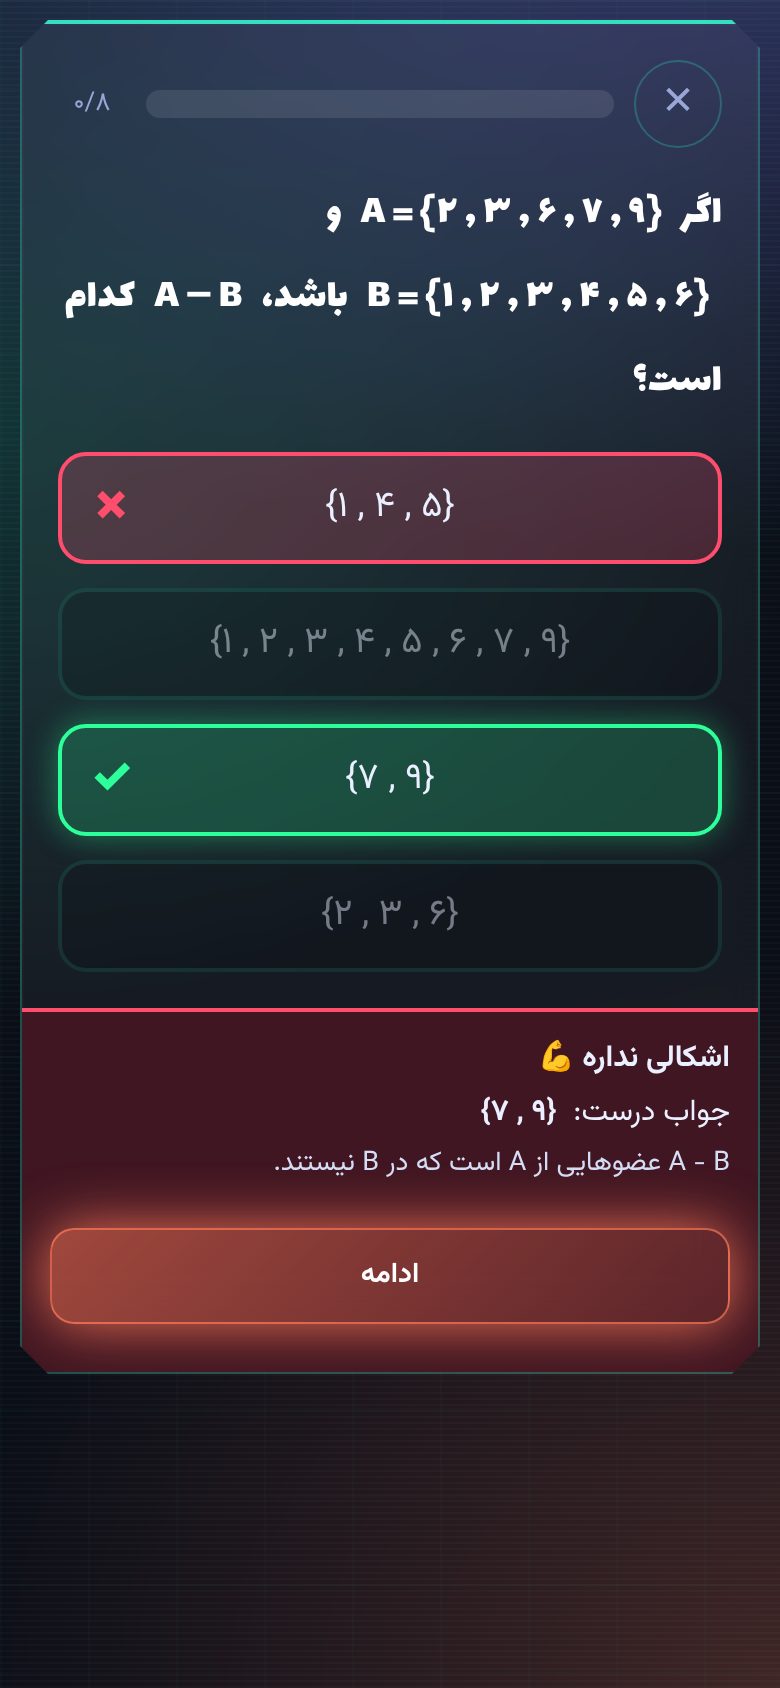 ۰/۸
اگر A = {۲ , ۳ , ۶ , ۷ , ۹} و
B = {۱ , ۲ , ۳ , ۴ , ۵ , ۶} باشد، A − B کدام
است؟
{۱ , ۴ , ۵}
{۱ , ۲ , ۳ , ۴ , ۵ , ۶ , ۷ , ۹}
{۷ , ۹}
{۲ , ۳ , ۶}
اشکالی نداره 💪
جواب درست: {۷ , ۹}
A - B عضوهایی از A است که در B نیستند.
ادامه